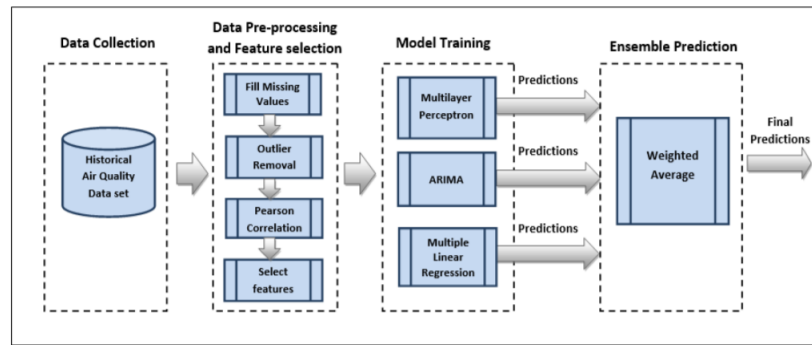 Data Collection
Historical
Air Quality
Data set
Data Pre-processing
and Feature selection
Fill Missing
Values
Outlier
Removal
Pearson
Correlation
Select
features
Model Training
Multilayer
Perceptron
ARIMA
Multiple
Linear
Regression
Predictions
Predictions
Predictions
Ensemble Prediction
Weighted
Average
Final
Predictions